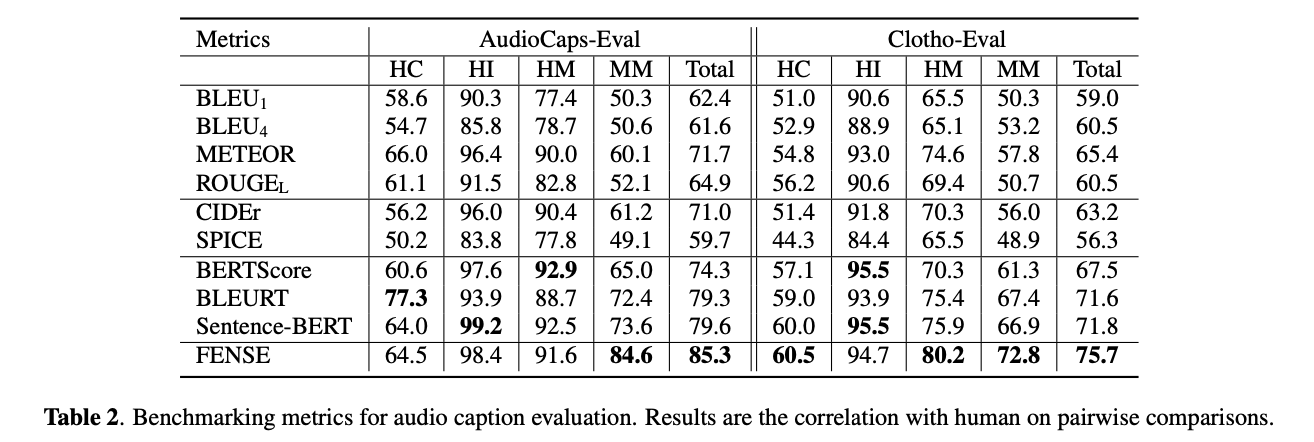 Metrics AudioCaps-Eval Clotho-Eval
HC HI HM MM Total HC HI HM MM Total
BLEU1 58.6 90.3 77.4 50.3 62.4 51.0 90.6 65.5 50.3 59.0
BLEU4 54.7 85.8 78.7 50.6 61.6 52.9 88.9 65.1 53.2 60.5
METEOR 66.0 96.4 90.0 60.1 71.7 54.8 93.0 74.6 57.8 65.4
ROUGEL 61.1 91.5 82.8 52.1 64.9 56.2 90.6 69.4 50.7 60.5
CIDEr 56.2 96.0 90.4 61.2 71.0 51.4 91.8 70.3 56.0 63.2
SPICE 50.2 83.8 77.8 49.1 59.7 44.3 84.4 65.5 48.9 56.3
BERTScore 60.6 97.6 92.9 65.0 74.3 57.1 95.5 70.3 61.3 67.5
BLEURT 77.3 93.9 88.7 72.4 79.3 59.0 93.9 75.4 67.4 71.6
Sentence-BERT 64.0 99.2 92.5 73.6 79.6 60.0 95.5 75.9 66.9 71.8
FENSE 64.5 98.4 91.6 84.6 85.3 60.5 94.7 80.2 72.8 75.7
Table 2. Benchmarking metrics for audio caption evaluation. Results are the correlation with human on pairwise comparisons.